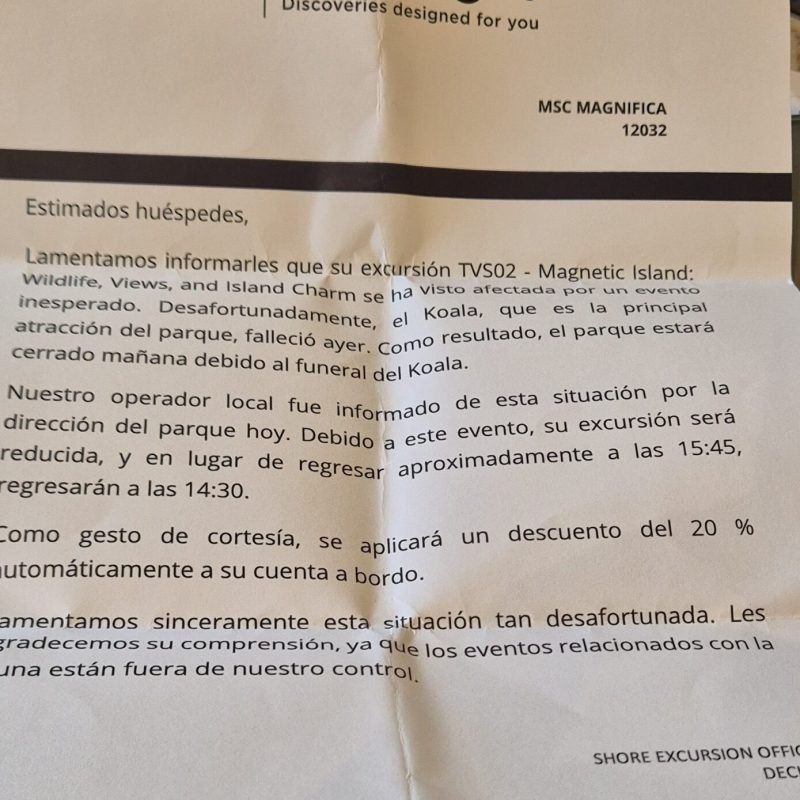 Discoveries designed for you
MSC MAGNIFICA
12032
Estimados huéspedes,
Lamentamos informarles que su excursión TVS02 - Magnetic Island:
Wildlife, Views, and Island Charm se ha visto afectada por un evento
inesperado. Desafortunadamente, el Koala, que es la principal
atracción del parque, falleció ayer. Como resultado, el parque estará
cerrado mañana debido al funeral del Koala.
Nuestro operador local fue informado de esta situación por la
dirección del parque hoy. Debido a este evento, su excursión será
reducida, y en lugar de regresar aproximadamente a las 15:45,
regresarán a las 14:30.
Como gesto de cortesía, se aplicará un descuento del 20 %
automáticamente a su cuenta a bordo.
amentamos sinceramente esta situación tan desafortunada. Les
gradecemos su comprensión, ya que los eventos relacionados con la
una están fuera de nuestro control.
SHORE EXCURSION OFFIC
DEC